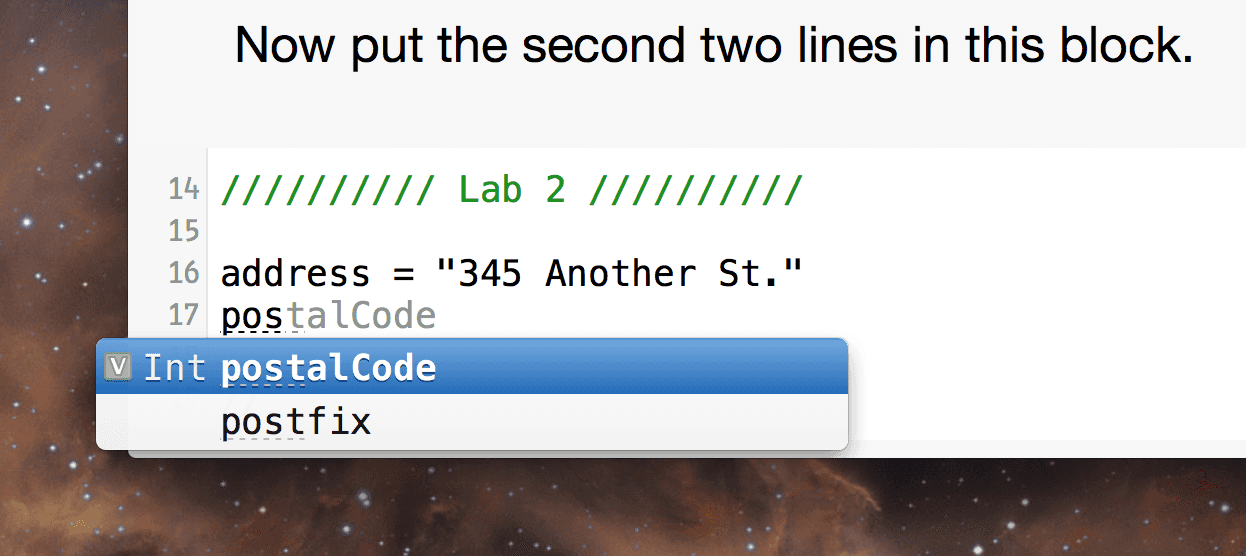 Now put the second two lines in this block.
14 ////////// Lab 2 //////////
15
16 address = "345 Another St."
17 postalCode
V Int postalCode
postfix